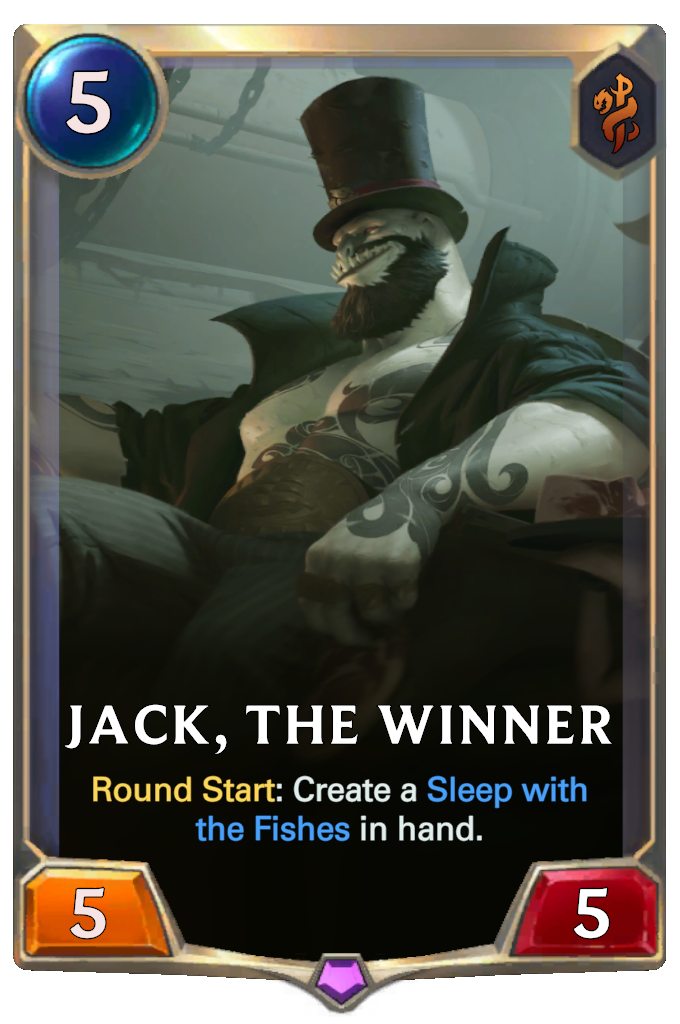 5
JACK, THE WINNER
Round Start: Create a Sleep with
the Fishes in hand.
5
5